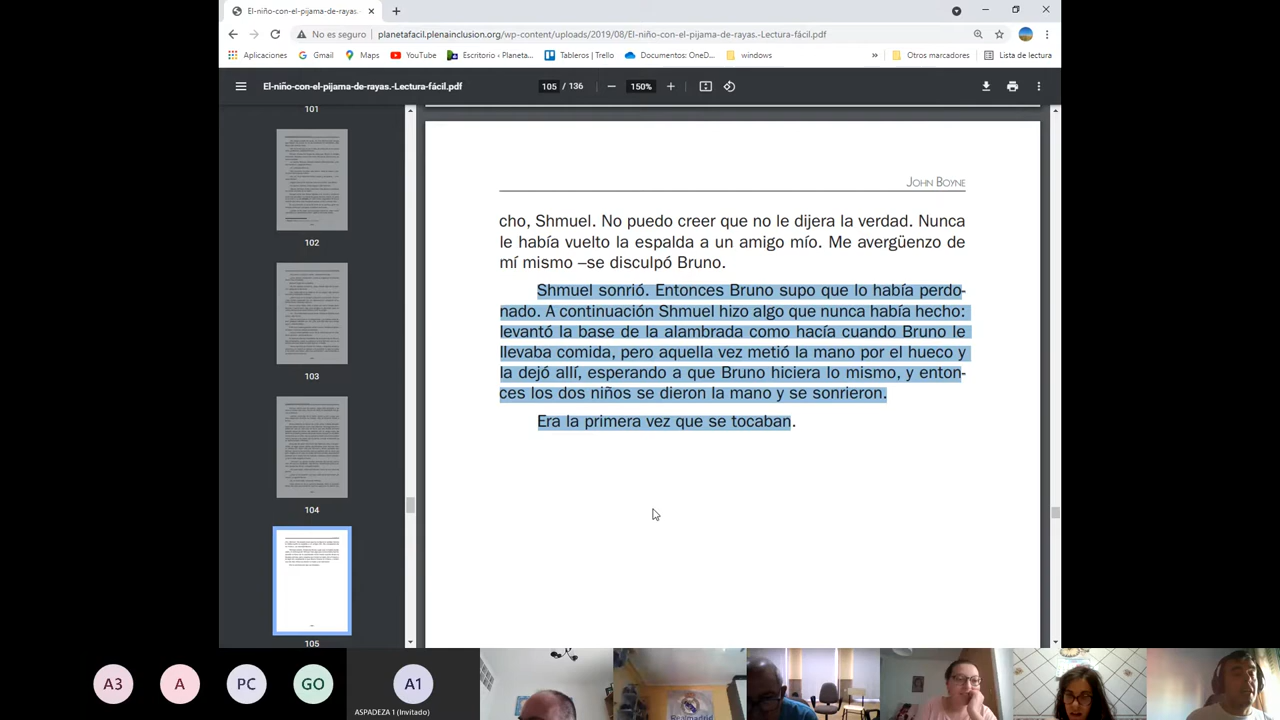 El-niño-con-el-pijama-de-rayas.-
No es seguro
planetafacil.plenainclusion.org/wp-content/uploads/2019/08/El-niño-con-el-pijama-de-rayas.-Lectura-fácil.pdf
Aplicaciones Gmail Maps YouTube Escritorio – Planeta... Tableros | Trello Documentos: OneD... windows » Otros marcadores Lista de lectura
El-niño-con-el-pijama-de-rayas.-Lectura-fácil.pdf 105 / 136 150%
101
102
103
104
105
JOHN BOYNE
cho, Shmuel. No puedo creer que no le dijera la verdad. Nunca
le había vuelto la espalda a un amigo mío. Me avergüenzo de
mí mismo –se disculpó Bruno.
Shmuel sonrió. Entonces Bruno supo que lo había perdo-
nado. A continuación Shmuel hizo algo que nunca había hecho:
levantó la base de la alambrada como hacía cuando Bruno le
llevaba comida, pero aquella vez metió la mano por el hueco y
la dejó allí, esperando a que Bruno hiciera lo mismo, y enton-
ces los dos niños se dieron la mano y se sonrieron.
Era la primera vez que se tocaban.
A3 A PC GO A1
ASPADEZA 1 (Invitado)
Realmadrid